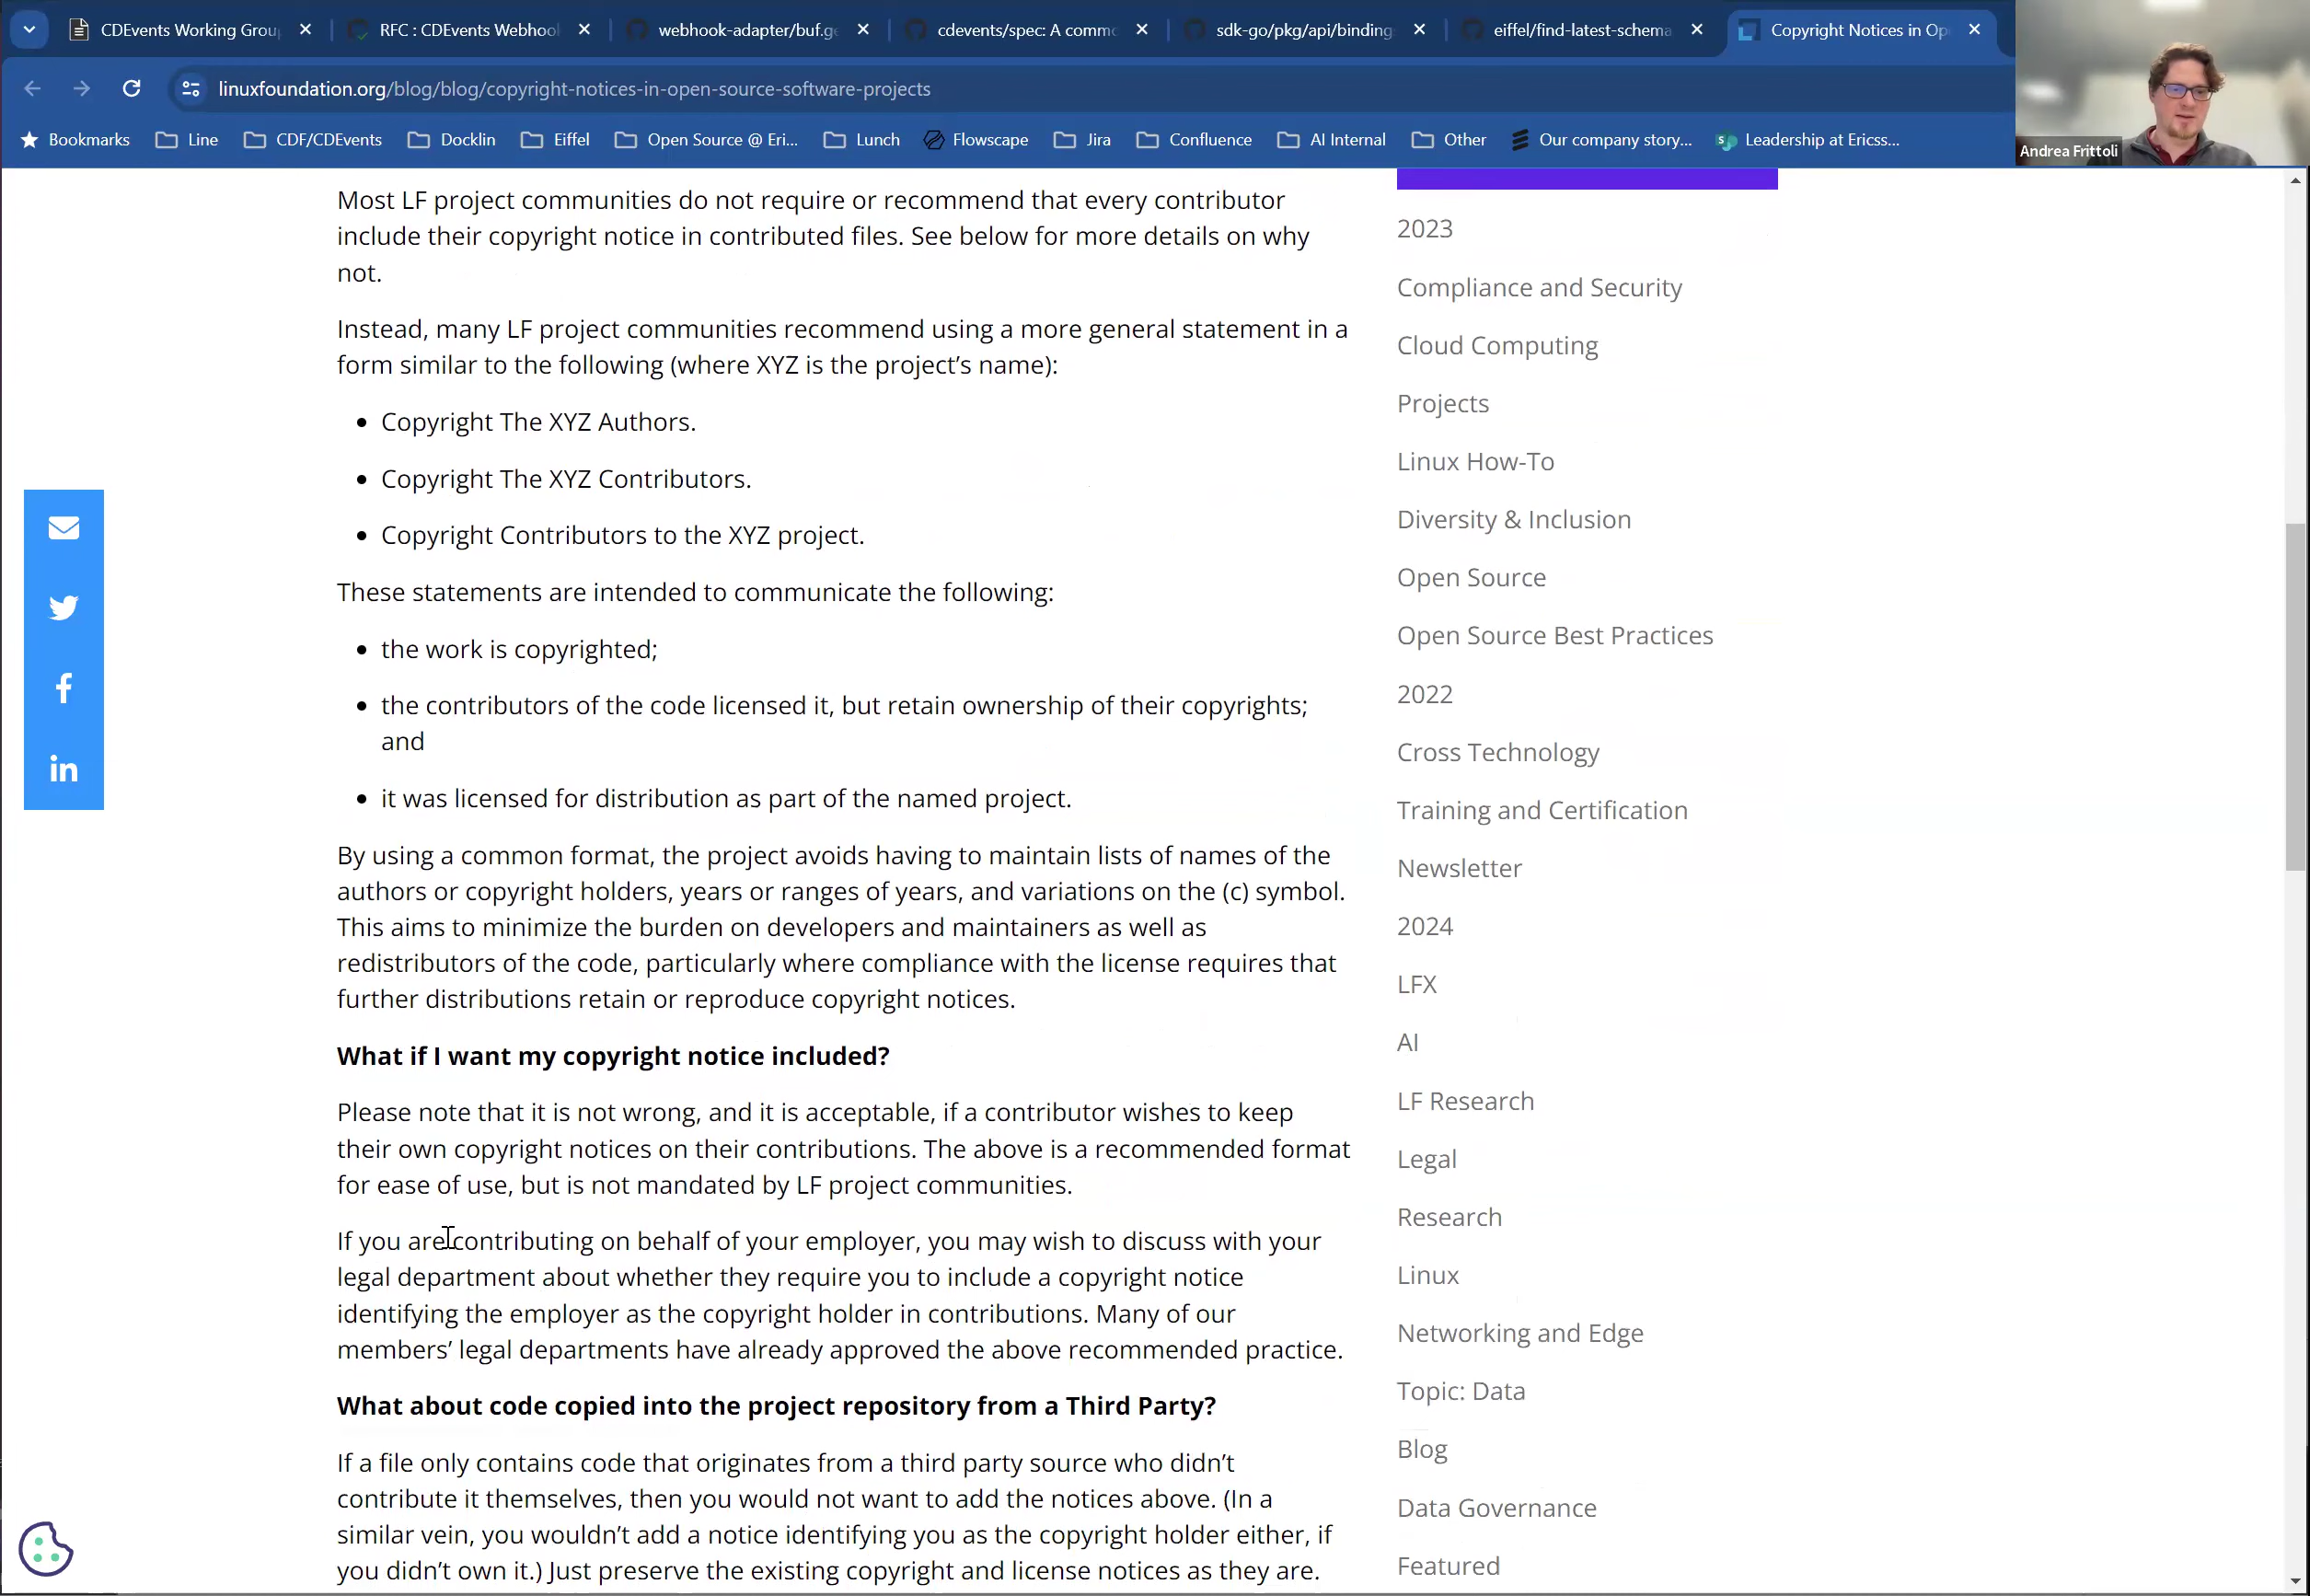 CDEvents Working Grou
RFC : CDEvents Webhoo
webhook-adapter/buf.ge
cdevents/spec: A commo
sdk-go/pkg/api/binding
eiffel/find-latest-schema
Copyright Notices in Op
linuxfoundation.org/blog/blog/copyright-notices-in-open-source-software-projects
Andrea Frittoli
Bookmarks
Line
CDF/CDEvents
Docklin
Eiffel
Open Source @ Eri...
Lunch
Flowscape
Jira
Confluence
AI Internal
Other
Our company story...
Leadership at Ericss...
Most LF project communities do not require or recommend that every contributor
include their copyright notice in contributed files. See below for more details on why
not.
Instead, many LF project communities recommend using a more general statement in a
form similar to the following (where XYZ is the project’s name):
• Copyright The XYZ Authors.
• Copyright The XYZ Contributors.
• Copyright Contributors to the XYZ project.
These statements are intended to communicate the following:
• the work is copyrighted;
• the contributors of the code licensed it, but retain ownership of their copyrights;
and
• it was licensed for distribution as part of the named project.
By using a common format, the project avoids having to maintain lists of names of the
authors or copyright holders, years or ranges of years, and variations on the (c) symbol.
This aims to minimize the burden on developers and maintainers as well as
redistributors of the code, particularly where compliance with the license requires that
further distributions retain or reproduce copyright notices.
What if I want my copyright notice included?
Please note that it is not wrong, and it is acceptable, if a contributor wishes to keep
their own copyright notices on their contributions. The above is a recommended format
for ease of use, but is not mandated by LF project communities.
If you are contributing on behalf of your employer, you may wish to discuss with your
legal department about whether they require you to include a copyright notice
identifying the employer as the copyright holder in contributions. Many of our
members’ legal departments have already approved the above recommended practice.
What about code copied into the project repository from a Third Party?
If a file only contains code that originates from a third party source who didn’t
contribute it themselves, then you would not want to add the notices above. (In a
similar vein, you wouldn’t add a notice identifying you as the copyright holder either, if
you didn’t own it.) Just preserve the existing copyright and license notices as they are.
2023
Compliance and Security
Cloud Computing
Projects
Linux How-To
Diversity & Inclusion
Open Source
Open Source Best Practices
2022
Cross Technology
Training and Certification
Newsletter
2024
LFX
AI
LF Research
Legal
Research
Linux
Networking and Edge
Topic: Data
Blog
Data Governance
Featured